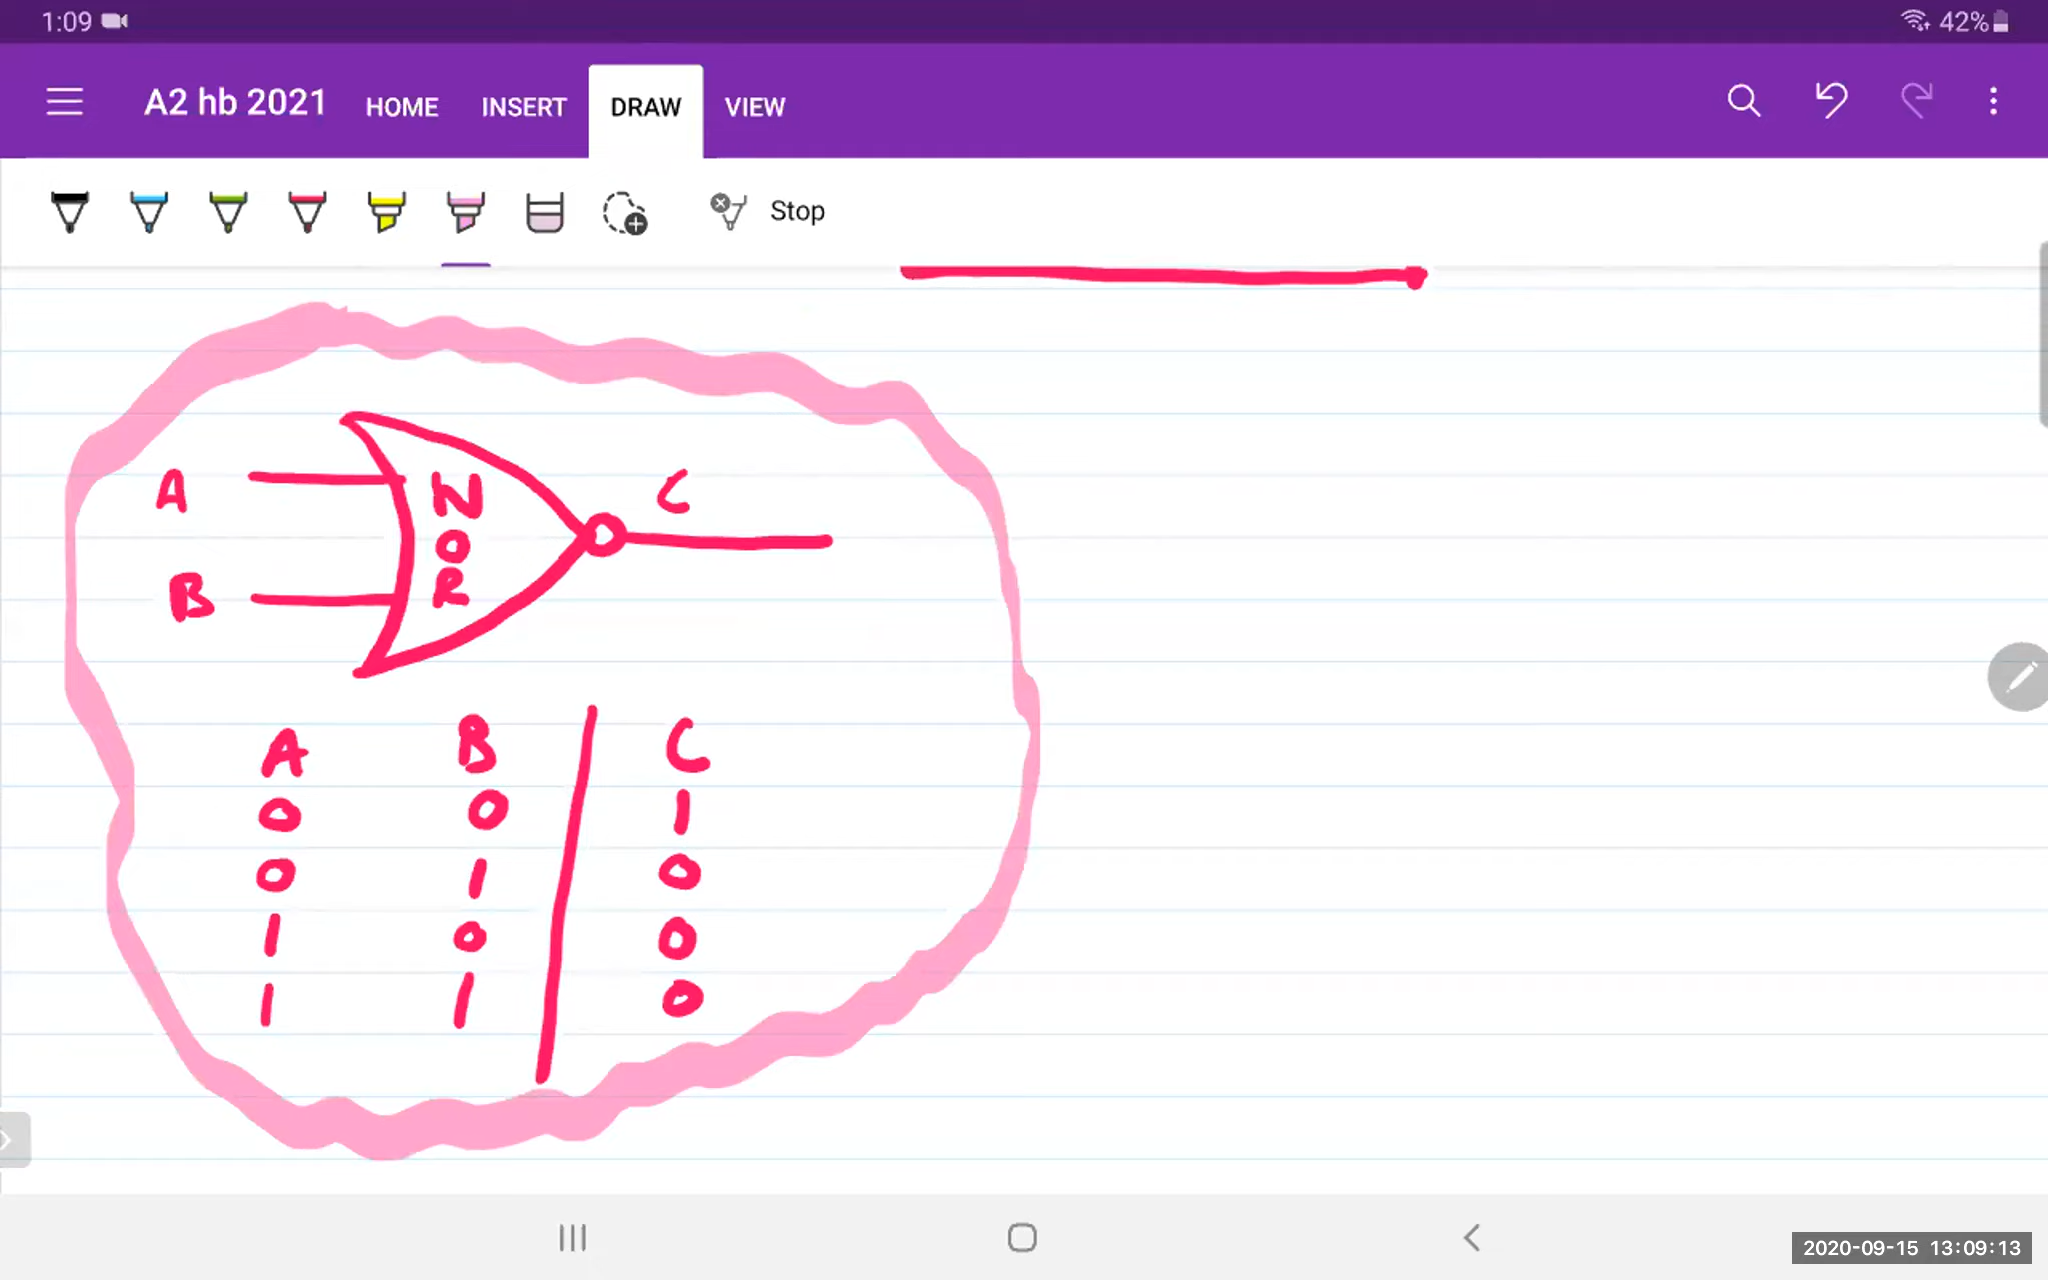 1:09 42%
A2 hb 2021 HOME INSERT DRAW VIEW
Stop
A NOR C
B
A B C
0 0 1
0 1 0
1 0 0
1 1 0
2020-09-15 13:09:13